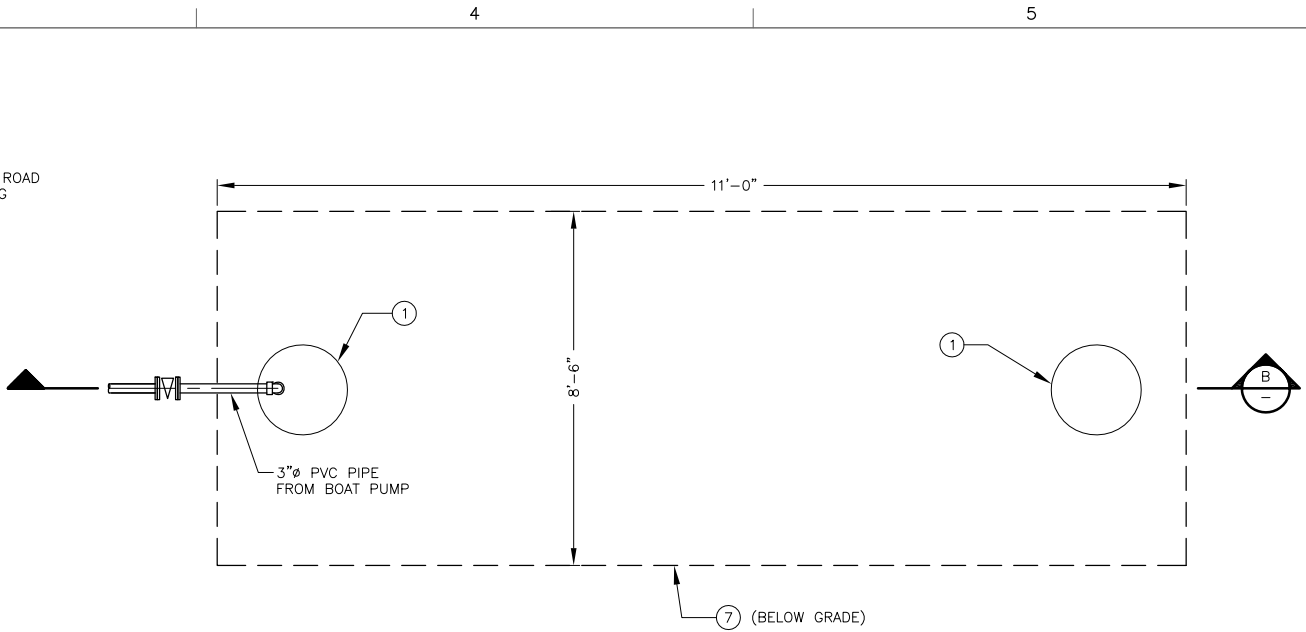 4
5
ROAD
G
11'-0"
1
1
8'-6"
B
–
3"ø PVC PIPE
FROM BOAT PUMP
7 (BELOW GRADE)